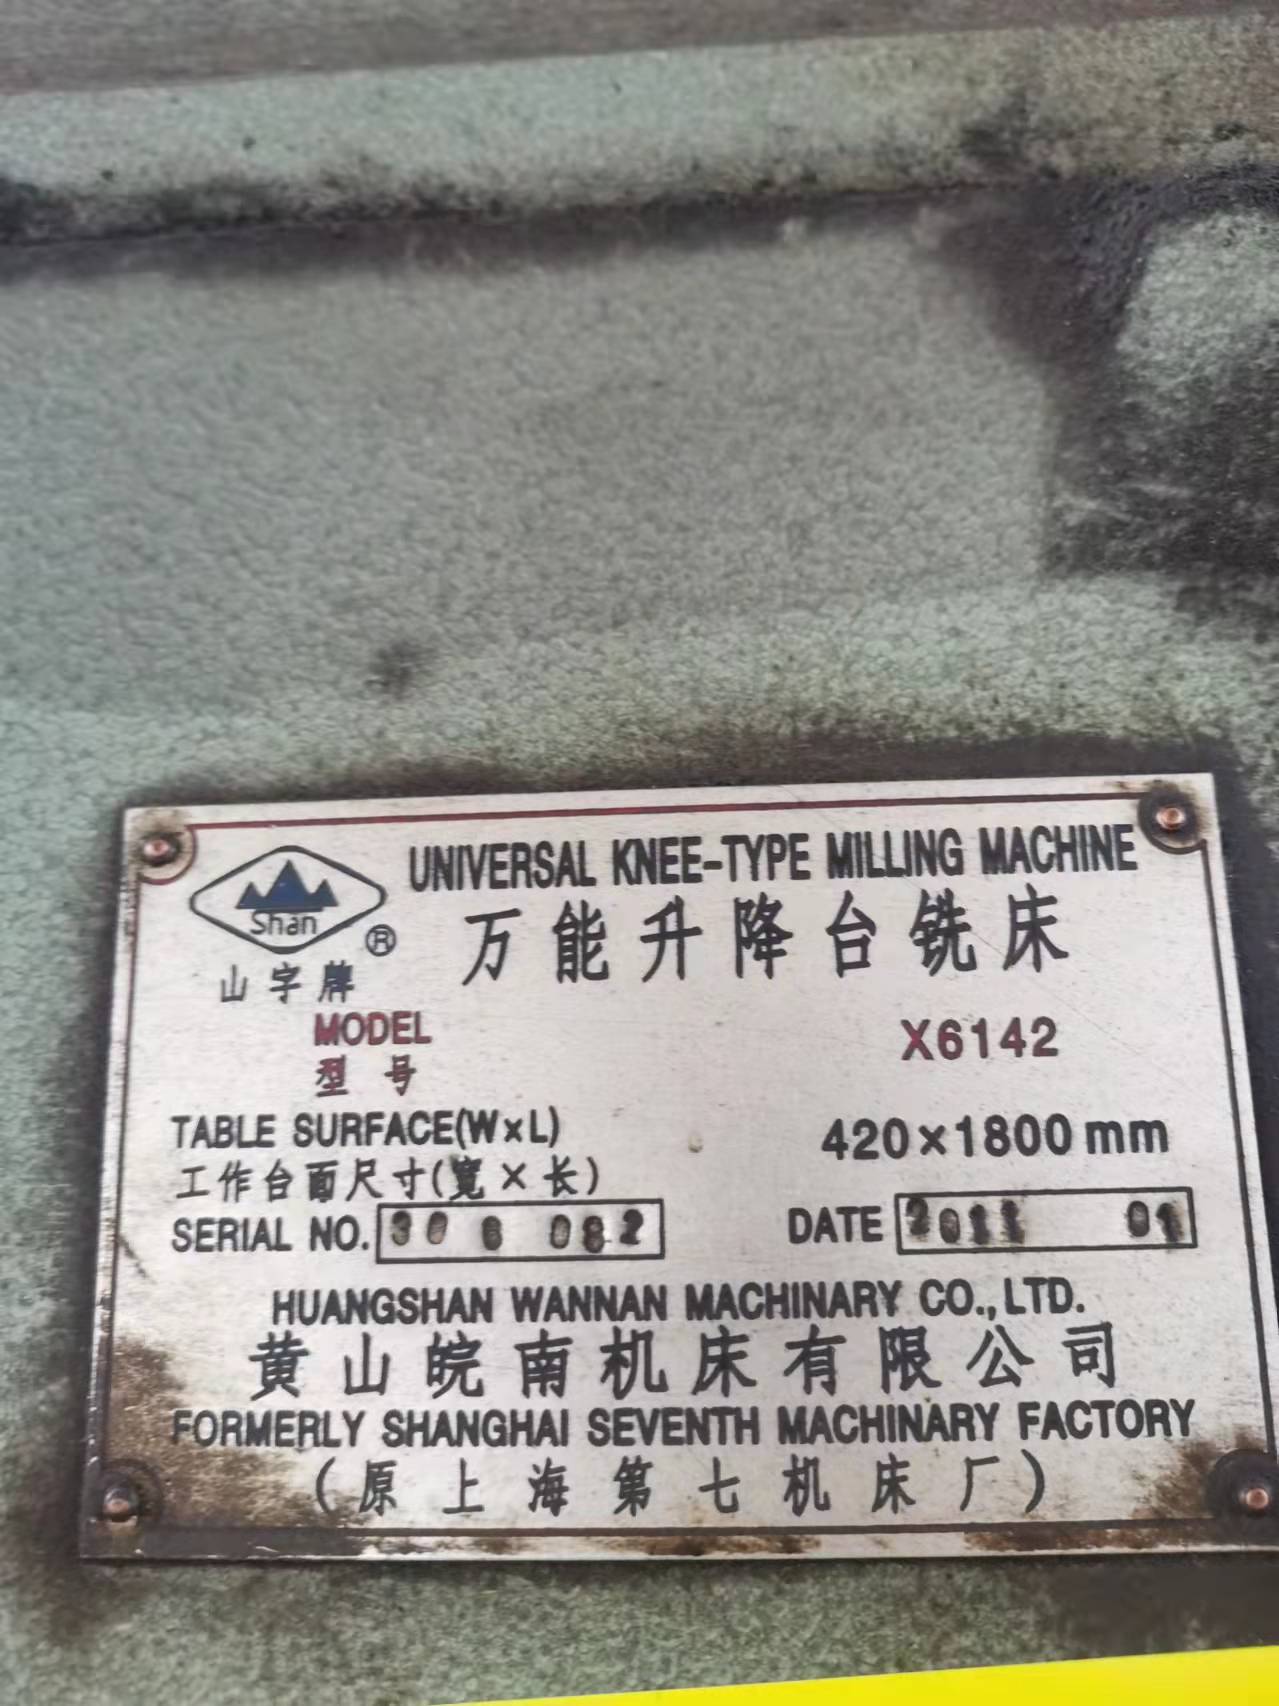 UNIVERSAL KNEE-TYPE MILLING MACHINE
Shan
®
万能升降台铣床
山字牌
MODEL X6142
型号
TABLE SURFACE(W×L) 420×1800mm
工作台面尺寸(宽×长)
SERIAL NO. 30 6 082 DATE 2011 01
HUANGSHAN WANNAN MACHINARY CO.,LTD.
黄山皖南机床有限公司
FORMERLY SHANGHAI SEVENTH MACHINARY FACTORY
(原上海第七机床厂)